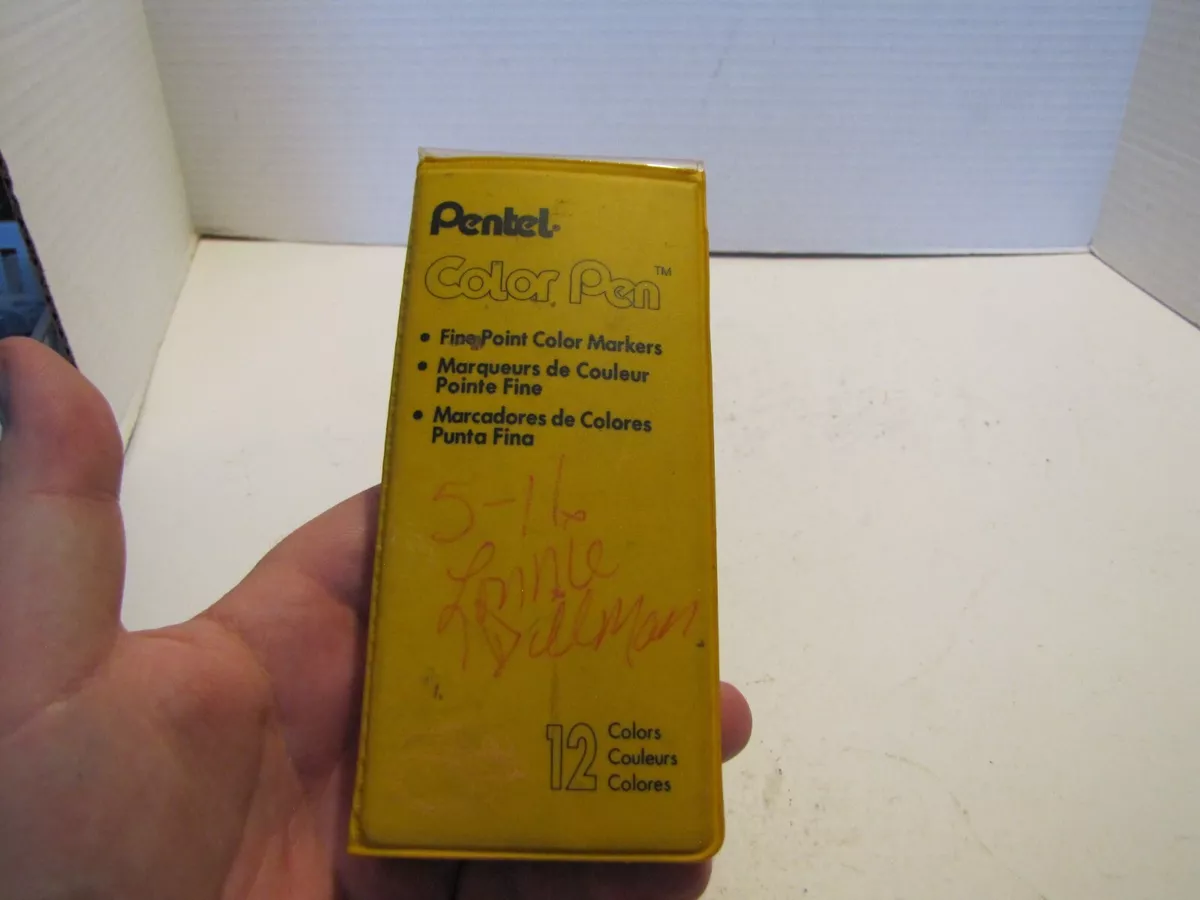 Pentel
Color Pen™
• Fine Point Color Markers
• Marqueurs de Couleur
Pointe Fine
• Marcadores de Colores
Punta Fina
5-16
Lonnie
12
Colors
Couleurs
Colores